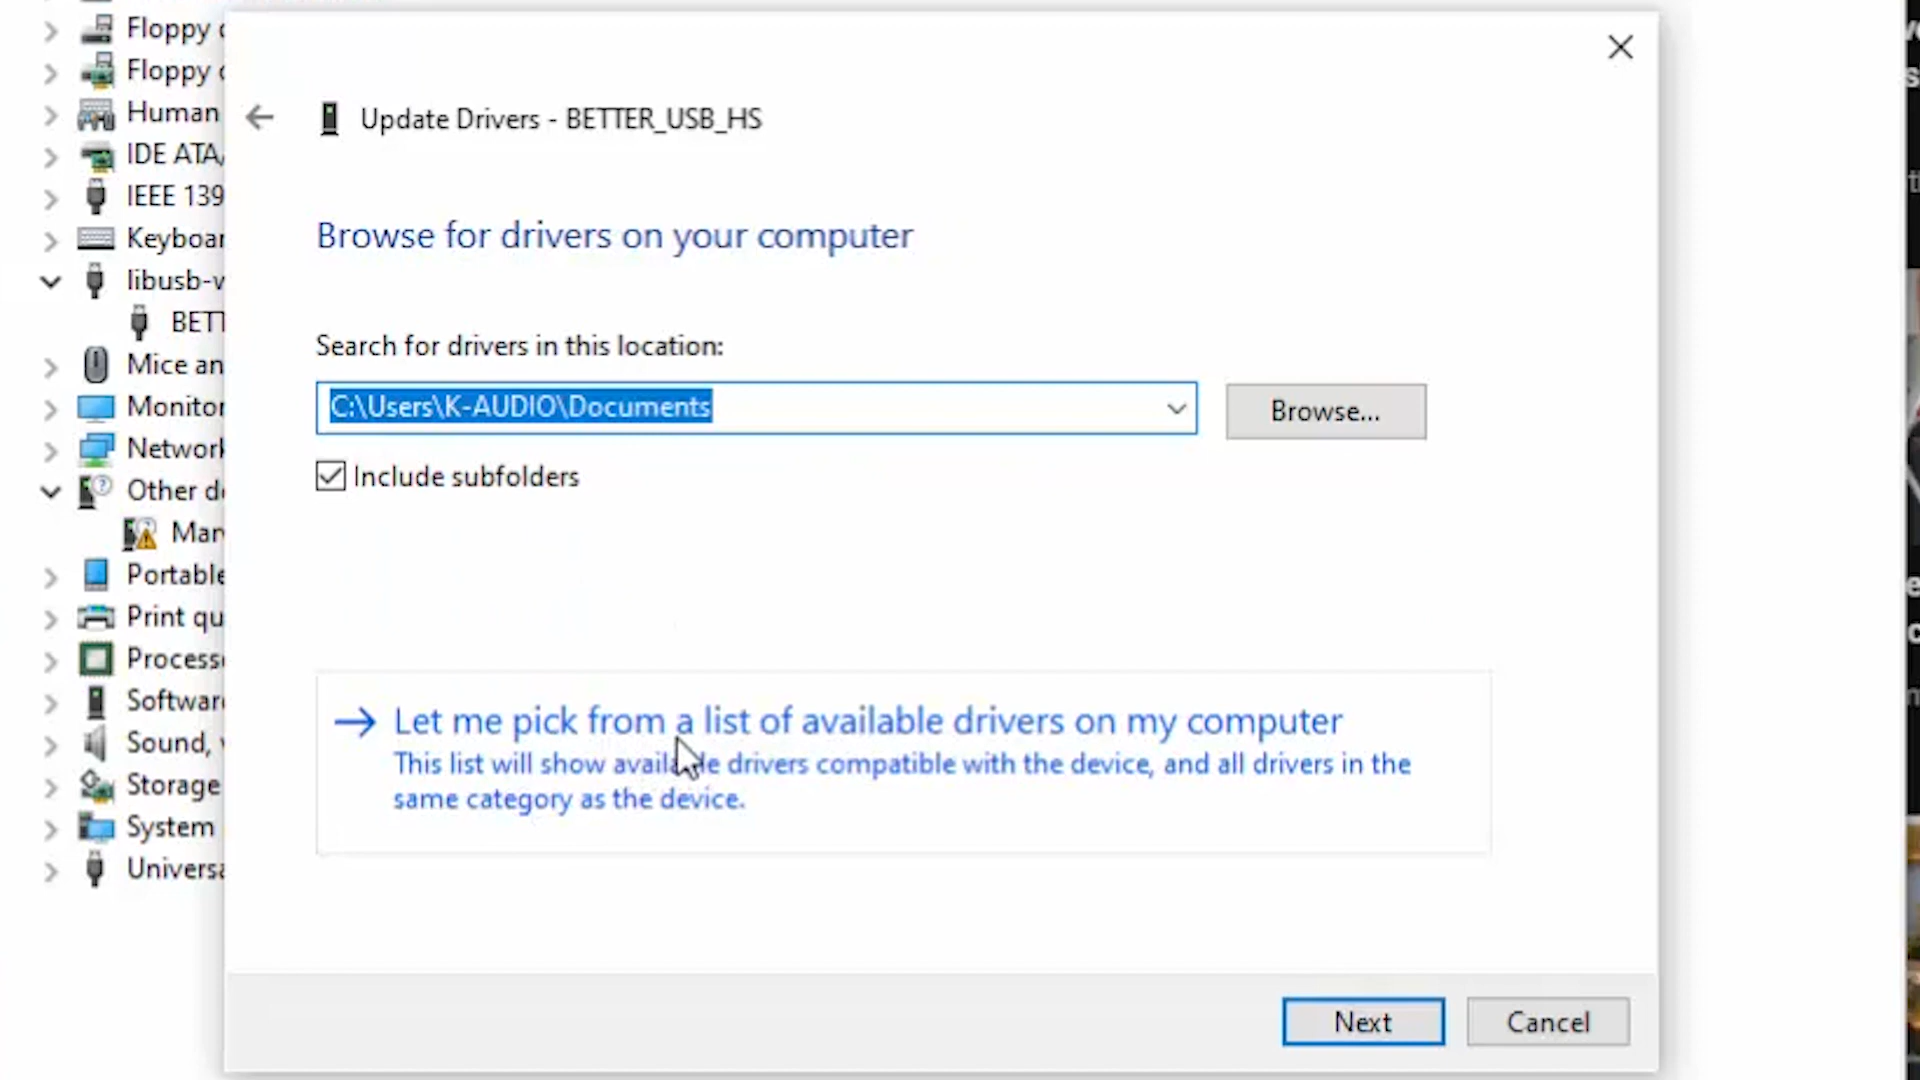 Floppy
Floppy
Human
IDE ATA
IEEE 139
Keyboar
libusb-w
BETT
Mice an
Monitor
Network
Other de
Man
Portable
Print qu
Process
Software
Sound,
Storage
System
Universa
Update Drivers - BETTER_USB_HS
Browse for drivers on your computer
Search for drivers in this location:
C:\Users\K-AUDIO\Documents
Browse...
Include subfolders
Let me pick from a list of available drivers on my computer
This list will show available drivers compatible with the device, and all drivers in the
same category as the device.
Next
Cancel